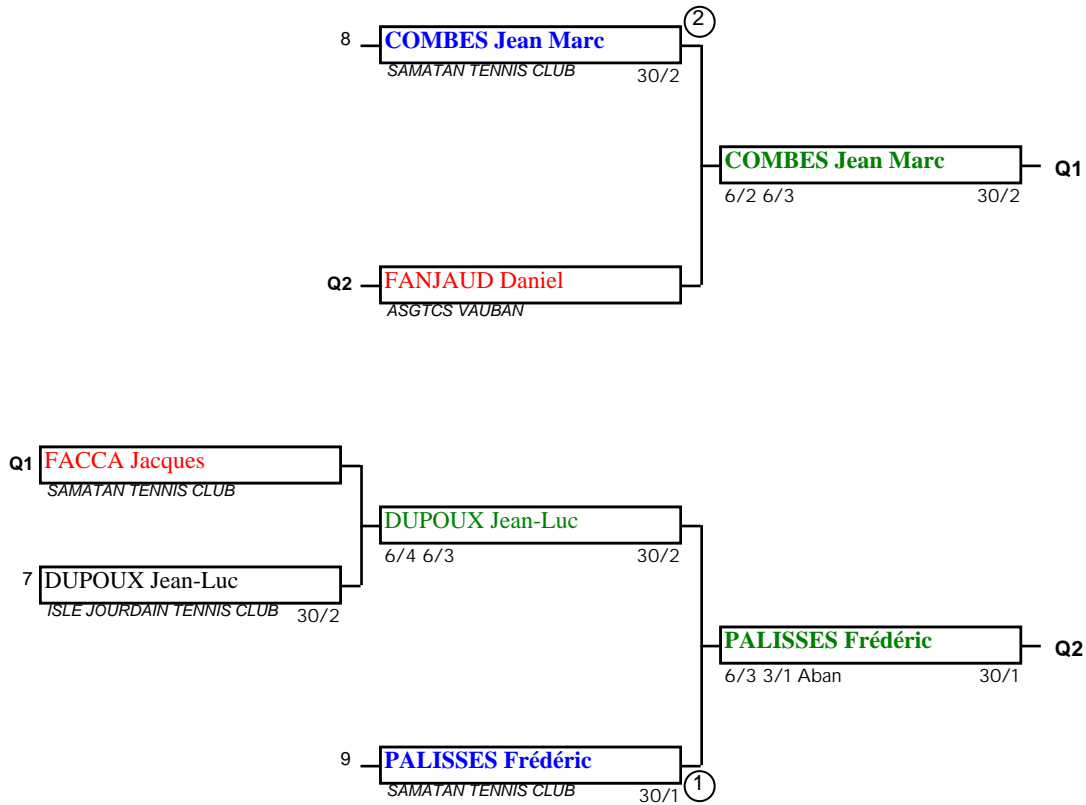 2
8 COMBES Jean Marc
SAMATAN TENNIS CLUB 30/2
COMBES Jean Marc Q1
6/2 6/3 30/2
Q2 FANJAUD Daniel
ASGTCS VAUBAN
Q1 FACCA Jacques
SAMATAN TENNIS CLUB
DUPOUX Jean-Luc
6/4 6/3 30/2
7 DUPOUX Jean-Luc
ISLE JOURDAIN TENNIS CLUB 30/2
PALISSES Frédéric Q2
6/3 3/1 Aban 30/1
9 PALISSES Frédéric
SAMATAN TENNIS CLUB 30/1 1